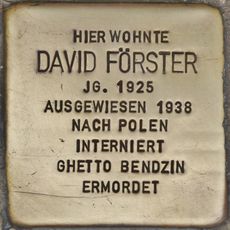 HIER WOHNTE
DAVID FÖRSTER
JG. 1925
AUSGEWIESEN 1938
NACH POLEN
INTERNIERT
GHETTO BENDZIN
ERMORDET